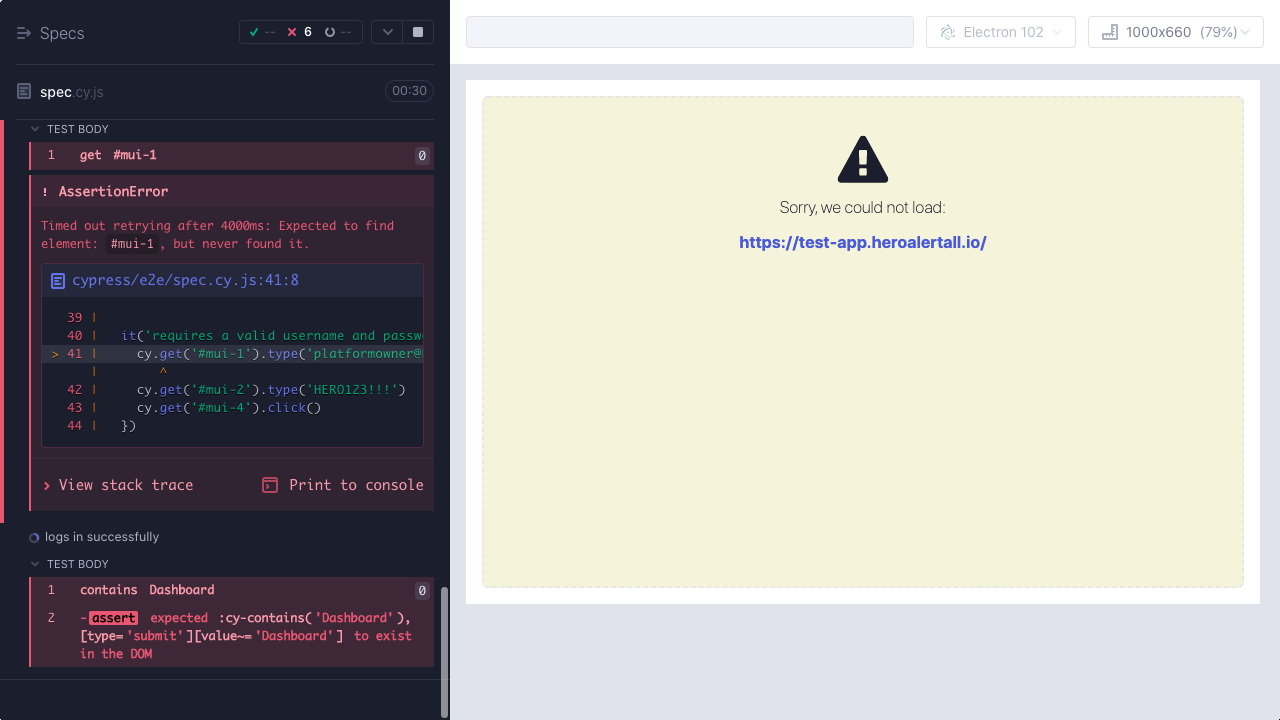 Specs
-- 6 --
spec.cy.js
00:30
TEST BODY
1 get #mui-1 0
! AssertionError
Timed out retrying after 4000ms: Expected to find
element: #mui-1, but never found it.
cypress/e2e/spec.cy.js:41:8
39 |
40 | it('requires a valid username and passw
> 41 | cy.get('#mui-1').type('platformowner@
| ^
42 | cy.get('#mui-2').type('HERO123!!!')
43 | cy.get('#mui-4').click()
44 | })
> View stack trace
Print to console
logs in successfully
TEST BODY
1 contains Dashboard 0
2 -assert expected :cy-contains('Dashboard'),
[type='submit'][value~='Dashboard'] to exist
in the DOM
Electron 102
1000x660 (79%)
Sorry, we could not load:
https://test-app.heroalertall.io/